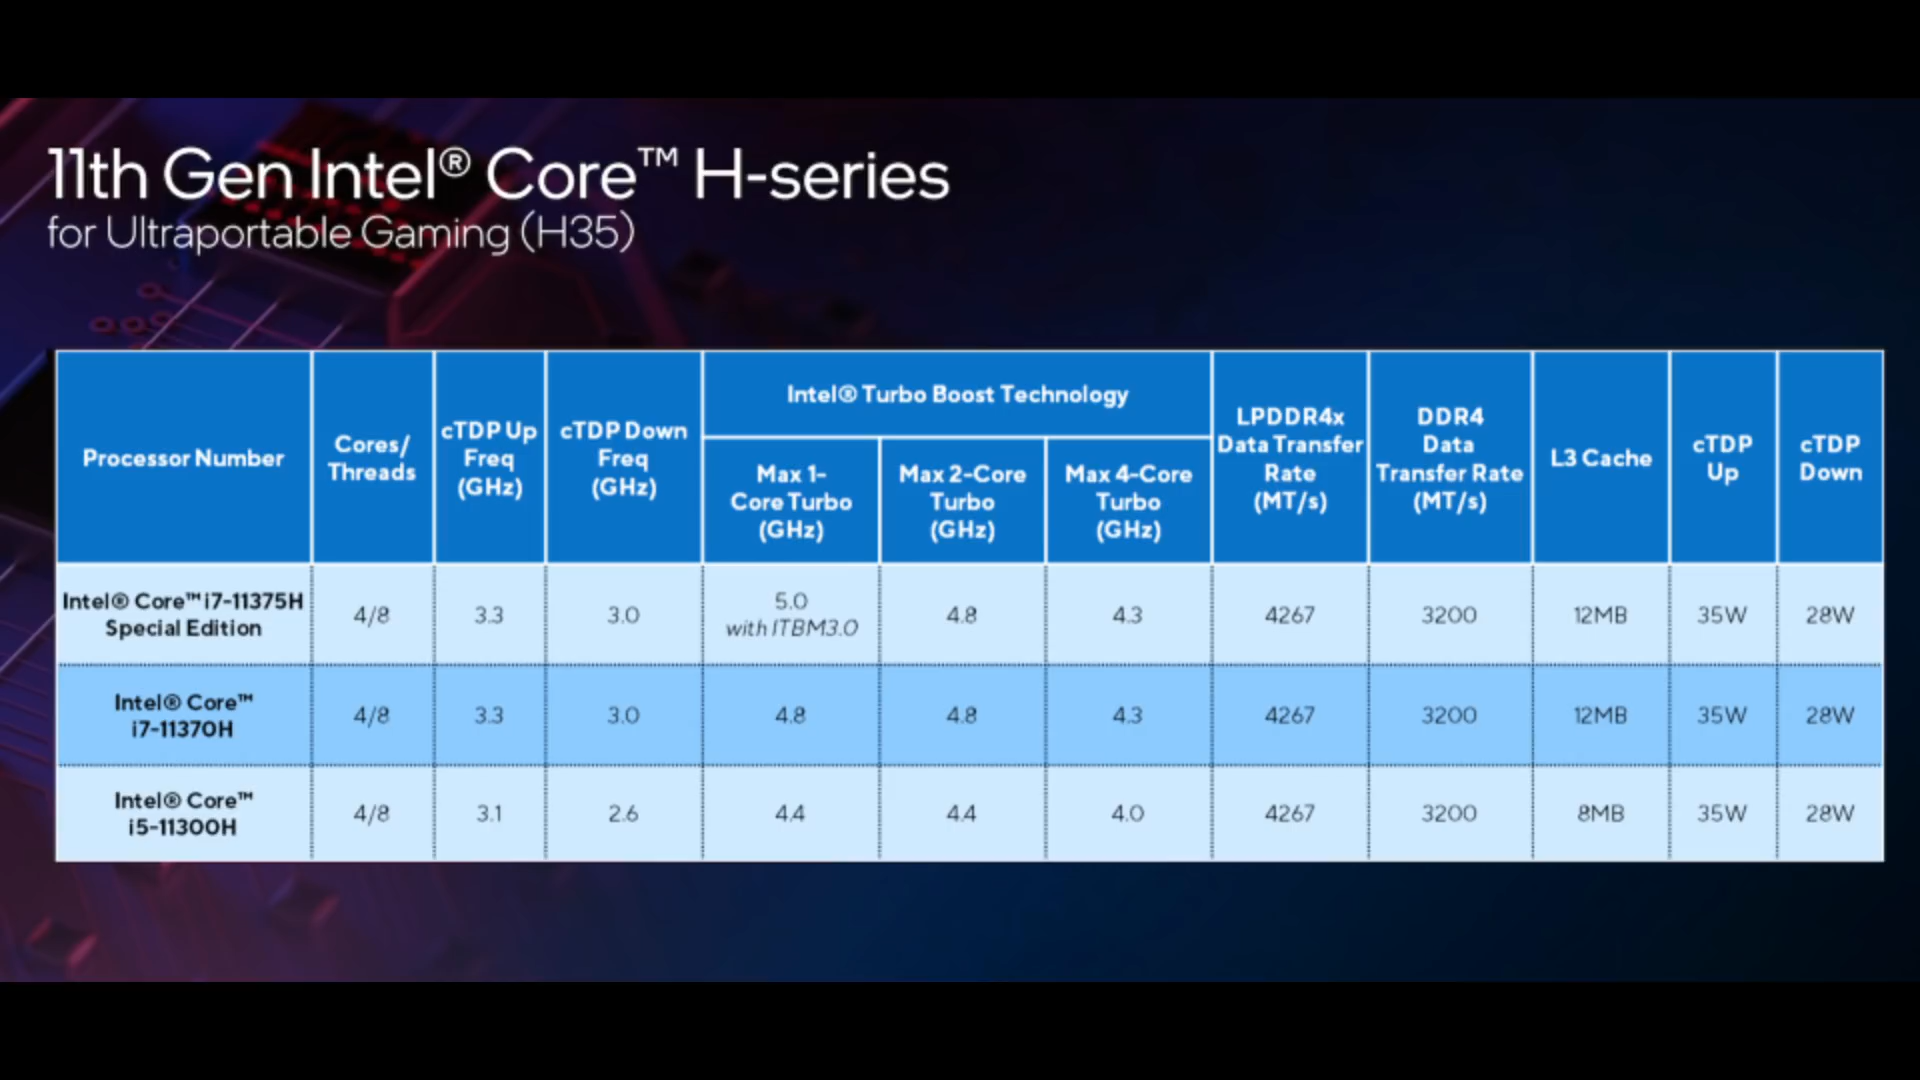 11th Gen Intel® Core™ H-series
for Ultraportable Gaming (H35)
Processor Number
Cores/
Threads
cTDP Up
Freq
(GHz)
cTDP Down
Freq
(GHz)
Intel® Turbo Boost Technology
Max 1-
Core Turbo
(GHz)
Max 2-Core
Turbo
(GHz)
Max 4-Core
Turbo
(GHz)
LPDDR4x
Data Transfer
Rate
(MT/s)
DDR4
Data
Transfer Rate
(MT/s)
L3 Cache
cTDP
Up
cTDP
Down
Intel® Core™ i7-11375H
Special Edition
4/8
3.3
3.0
5.0
with ITBM3.0
4.8
4.3
4267
3200
12MB
35W
28W
Intel® Core™
i7-11370H
4/8
3.3
3.0
4.8
4.8
4.3
4267
3200
12MB
35W
28W
Intel® Core™
i5-11300H
4/8
3.1
2.6
4.4
4.4
4.0
4267
3200
8MB
35W
28W